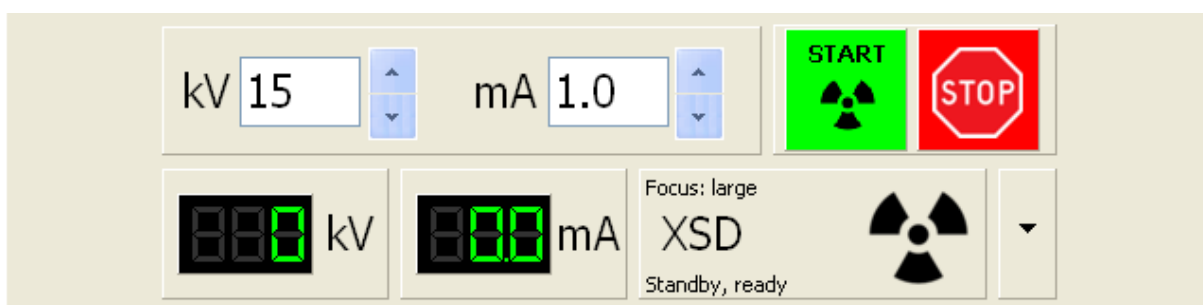 kV 15 mA 1.0 START STOP
0 kV 0.0 mA
Focus: large
XSD
Standby, ready